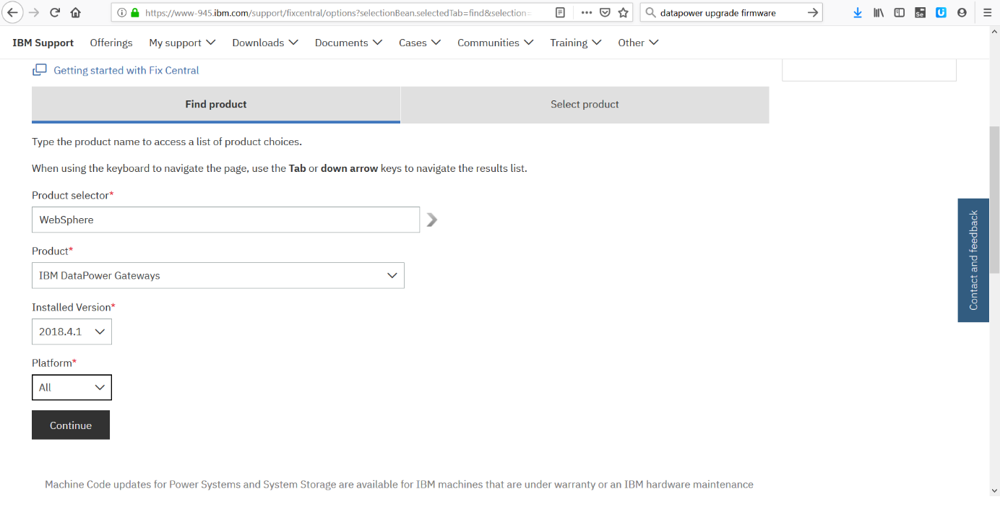 https://www-945.ibm.com/support/fixcentral/options?selectionBean.selectedTab=find&selection=
datapower upgrade firmware
Se
IBM Support Offerings My support Downloads Documents Cases Communities Training Other
Getting started with Fix Central
Find product Select product
Type the product name to access a list of product choices.
When using the keyboard to navigate the page, use the Tab or down arrow keys to navigate the results list.
Product selector*
WebSphere
Product*
IBM DataPower Gateways
Installed Version*
2018.4.1
Platform*
All
Continue
Contact and feedback
Machine Code updates for Power Systems and System Storage are available for IBM machines that are under warranty or an IBM hardware maintenance